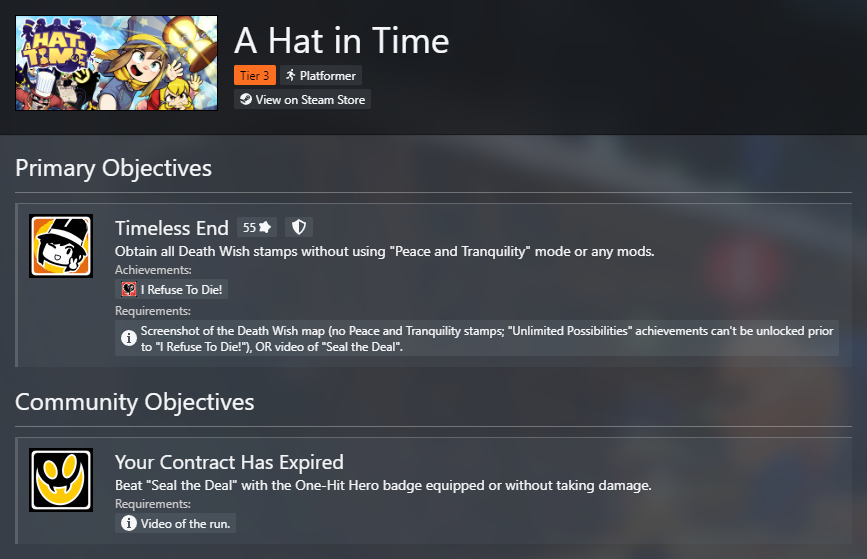 A HAT IN TIME
A Hat in Time
Tier 3 Platformer
View on Steam Store
Primary Objectives
Timeless End 55
Obtain all Death Wish stamps without using "Peace and Tranquility" mode or any mods.
Achievements:
I Refuse To Die!
Requirements:
Screenshot of the Death Wish map (no Peace and Tranquility stamps; "Unlimited Possibilities" achievements can't be unlocked prior
to "I Refuse To Die!"), OR video of "Seal the Deal".
Community Objectives
Your Contract Has Expired
Beat "Seal the Deal" with the One-Hit Hero badge equipped or without taking damage.
Requirements:
Video of the run.